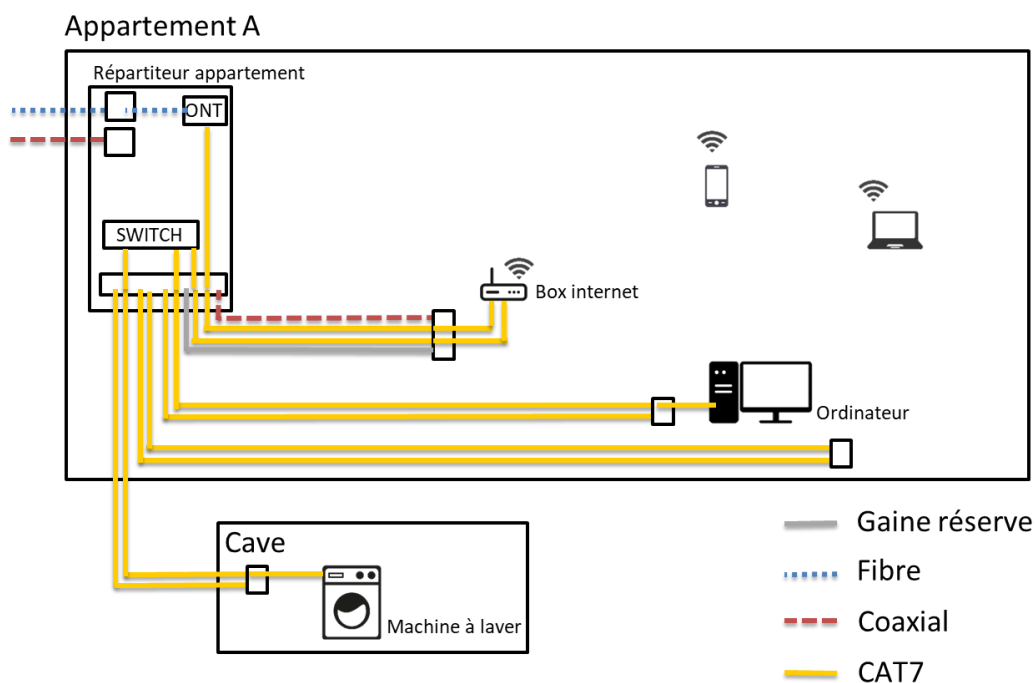 Appartement A
Répartiteur appartement
ONT
SWITCH
Box internet
Ordinateur
Gaine réserve
Cave
Fibre
Machine à laver
Coaxial
CAT7